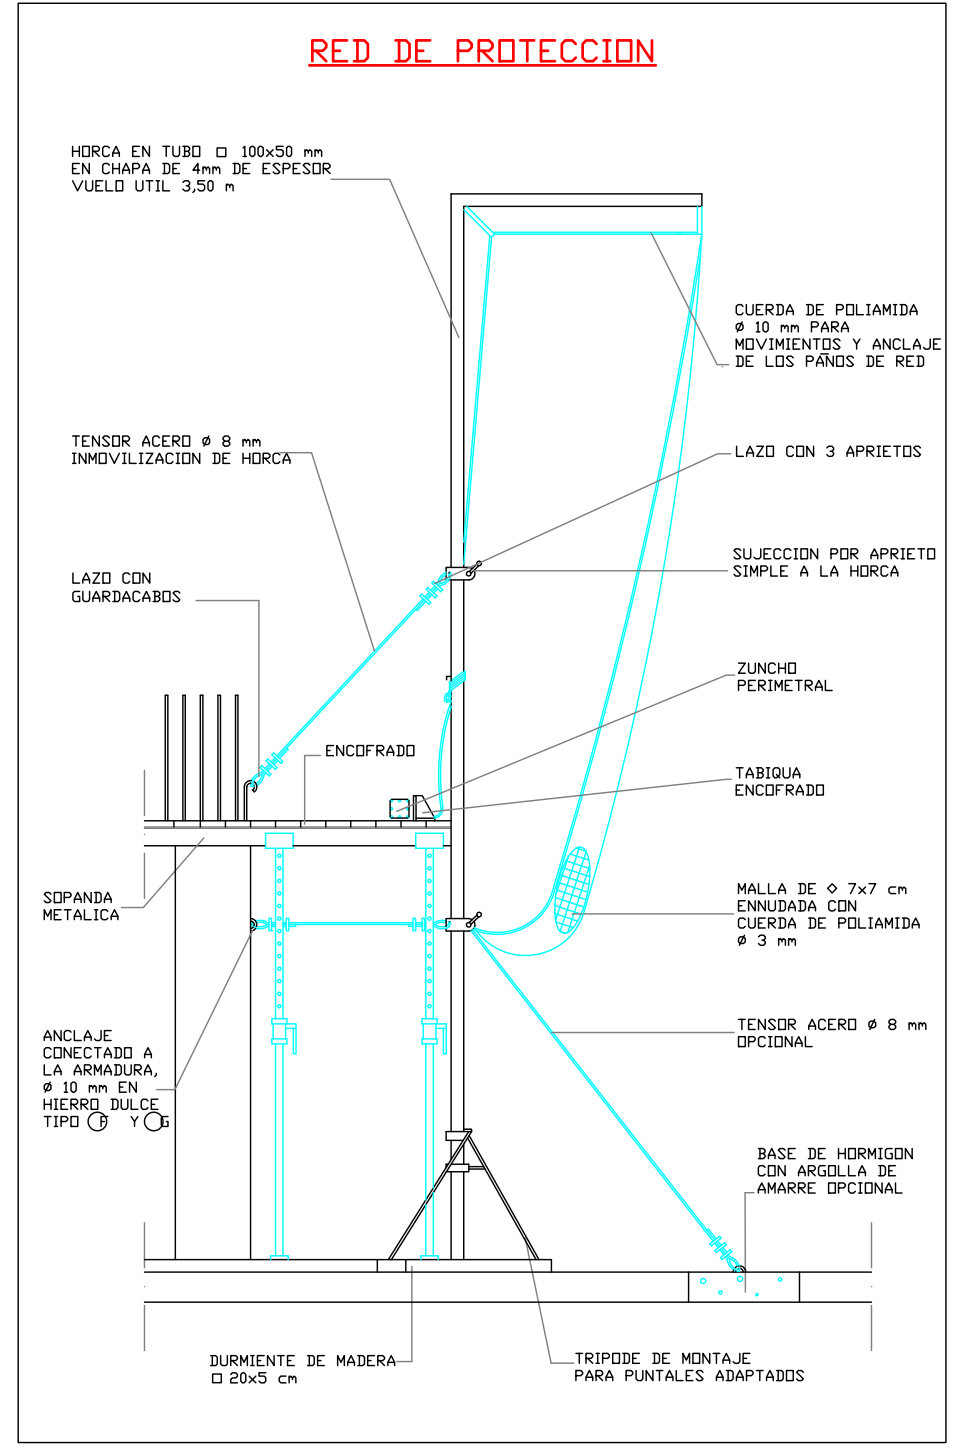 RED DE PROTECCION
HORCA EN TUBO □ 100x50 mm
EN CHAPA DE 4mm DE ESPESOR
VUELO UTIL 3,50 m
CUERDA DE POLIAMIDA
Ø 10 mm PARA
MOVIMIENTOS Y ANCLAJE
DE LOS PAÑOS DE RED
TENSOR ACERO Ø 8 mm
INMOVILIZACION DE HORCA
LAZO CON 3 APRIETOS
SUJECCION POR APRIETO
SIMPLE A LA HORCA
LAZO CON
GUARDACABOS
ZUNCHO
PERIMETRAL
ENCOFRADO
TABIQUA
ENCOFRADO
SOPANDA
METALICA
MALLA DE ◇ 7x7 cm
ENNUDADA CON
CUERDA DE POLIAMIDA
Ø 3 mm
TENSOR ACERO Ø 8 mm
OPCIONAL
ANCLAJE
CONECTADO A
LA ARMADURA,
Ø 10 mm EN
HIERRO DULCE
TIPO F Y G
BASE DE HORMIGON
CON ARGOLLA DE
AMARRE OPCIONAL
DURMIENTE DE MADERA
□ 20x5 cm
TRIPODE DE MONTAJE
PARA PUNTALES ADAPTADOS